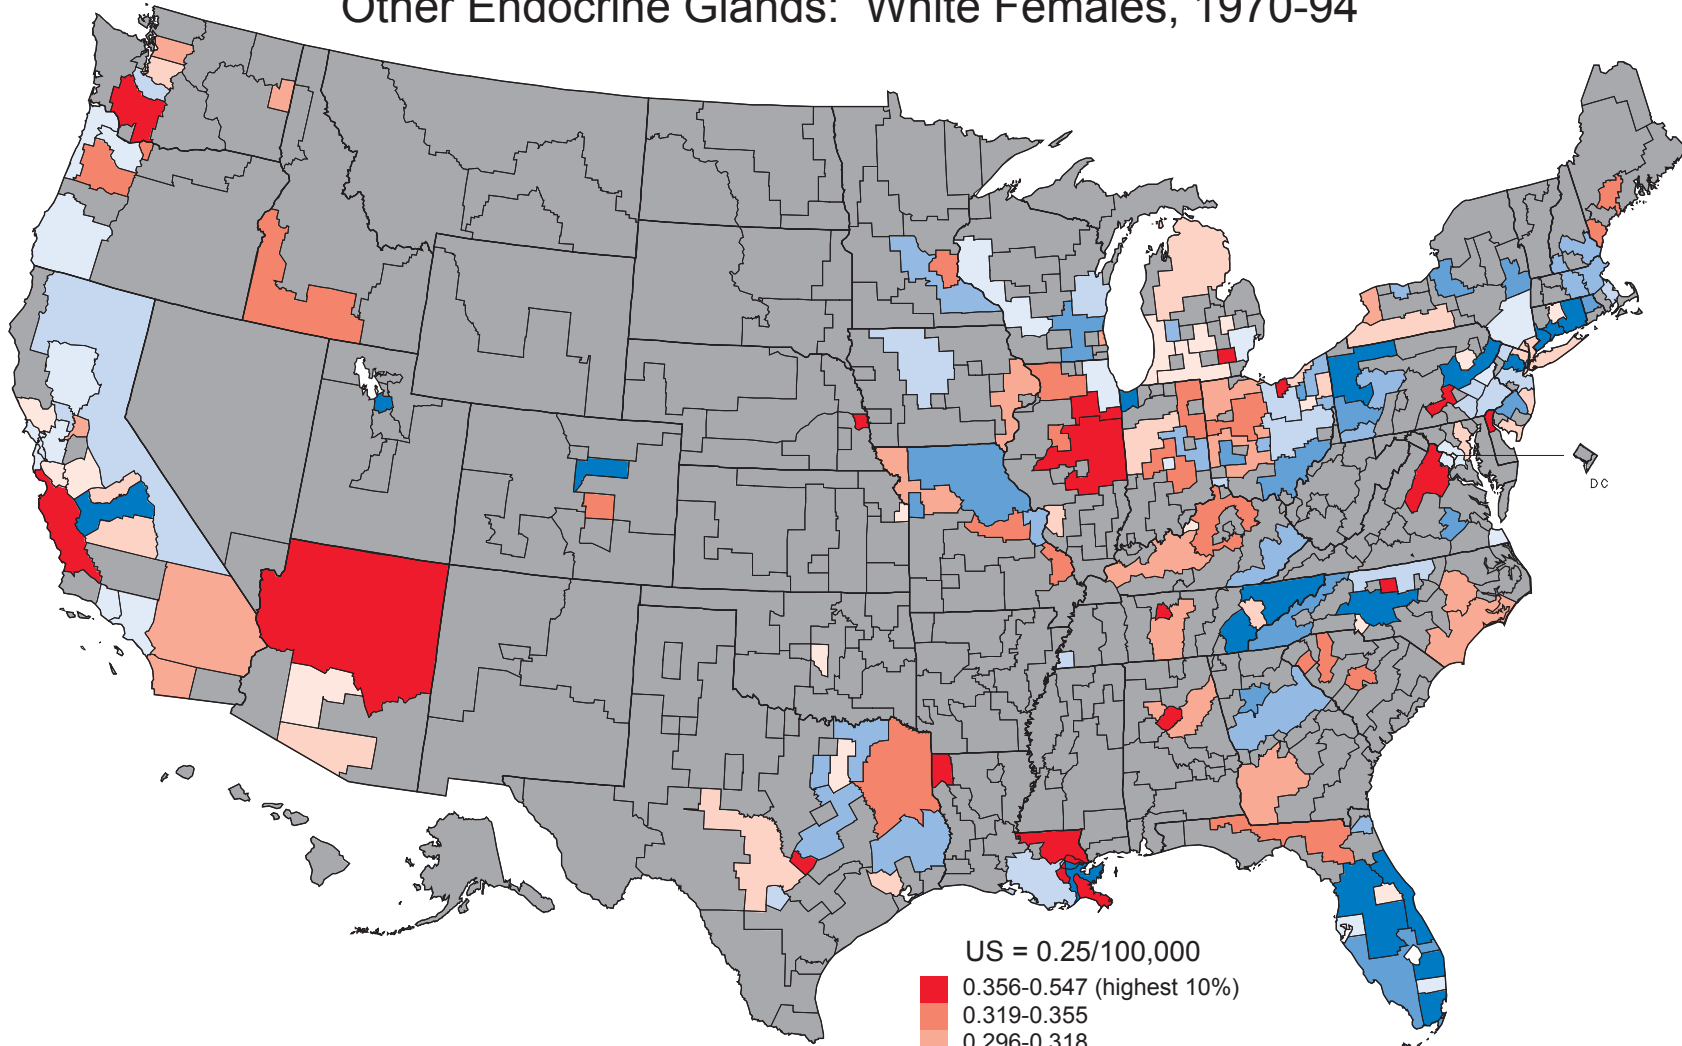 Other Endocrine Glands: White Females, 1970-94
DC
US = 0.25/100,000
0.356-0.547 (highest 10%)
0.319-0.355
0.296-0.318